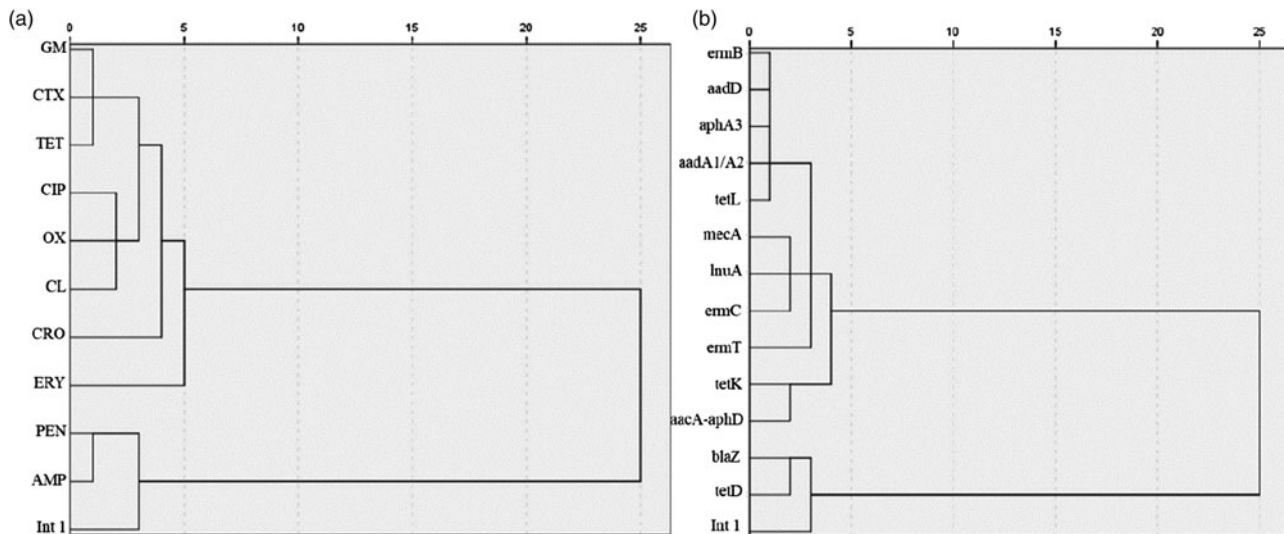 (a)
0 5 10 15 20 25
GM
CTX
TET
CIP
OX
CL
CRO
ERY
PEN
AMP
Int 1
(b)
0 5 10 15 20 25
ermB
aadD
aphA3
aadA1/A2
tetL
mecA
lnuA
ermC
ermT
tetK
aacA-aphD
blaZ
tetD
Int 1